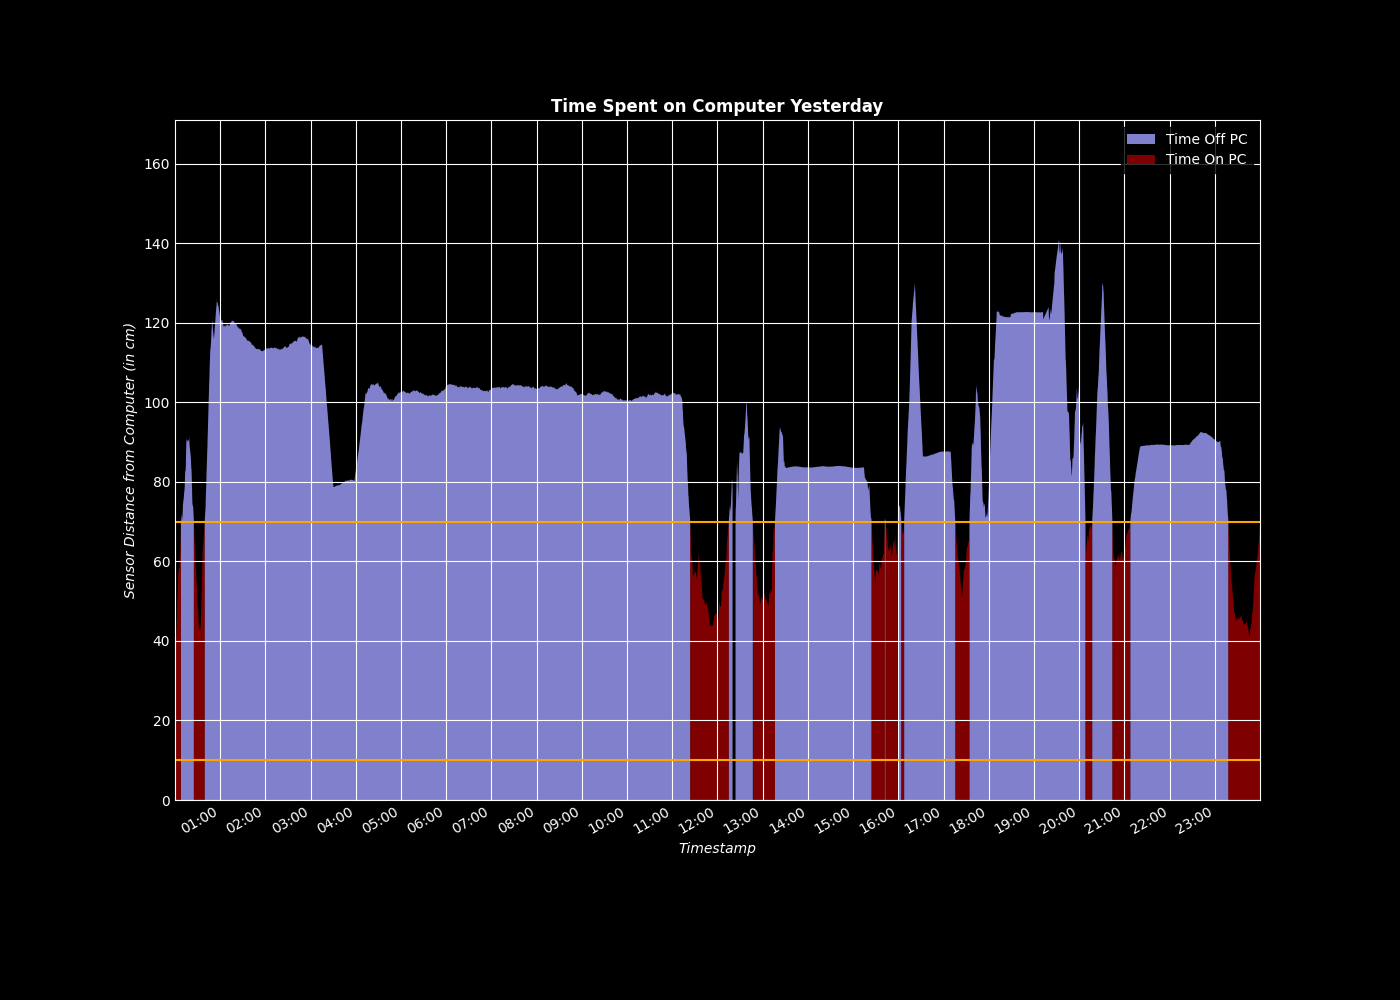 Time Spent on Computer Yesterday
Time Off PC
Time On PC
Sensor Distance from Computer (in cm)
160
140
120
100
80
60
40
20
0
01:00 02:00 03:00 04:00 05:00 06:00 07:00 08:00 09:00 10:00 11:00 12:00 13:00 14:00 15:00 16:00 17:00 18:00 19:00 20:00 21:00 22:00 23:00
Timestamp